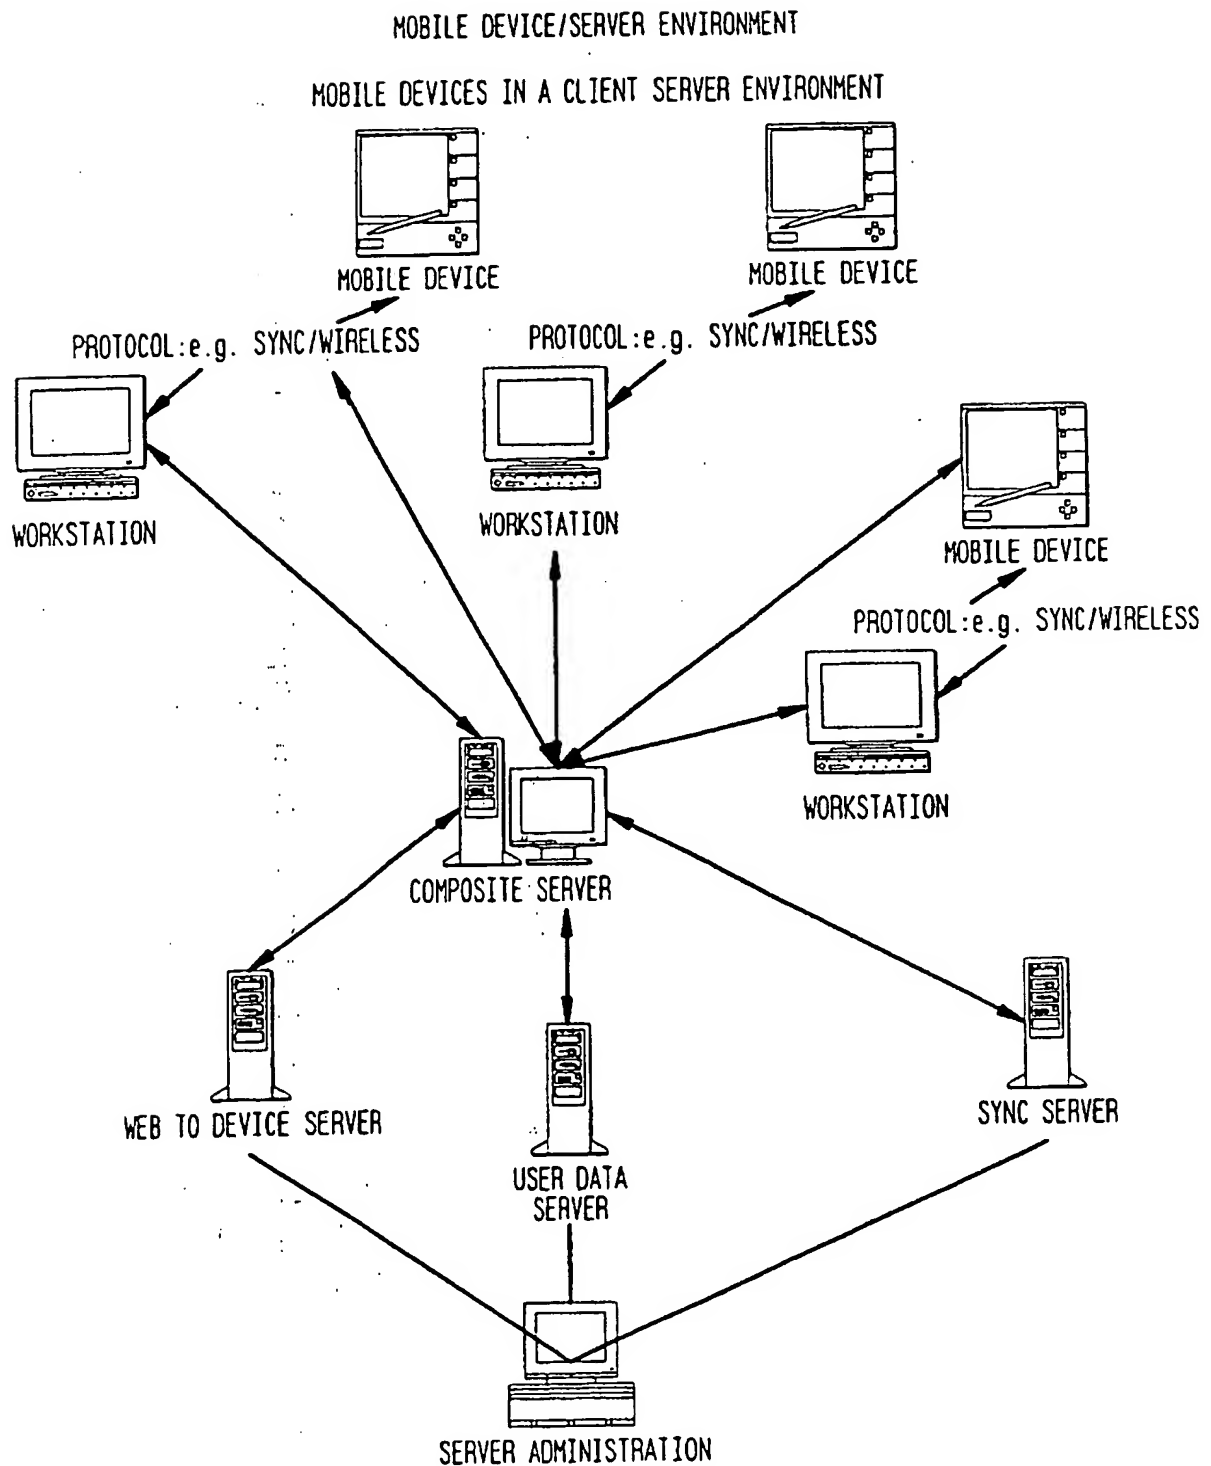 MOBILE DEVICE/SERVER ENVIRONMENT
MOBILE DEVICES IN A CLIENT SERVER ENVIRONMENT
MOBILE DEVICE
MOBILE DEVICE
PROTOCOL:e.g. SYNC/WIRELESS
PROTOCOL:e.g. SYNC/WIRELESS
WORKSTATION
WORKSTATION
MOBILE DEVICE
PROTOCOL:e.g. SYNC/WIRELESS
WORKSTATION
COMPOSITE SERVER
WEB TO DEVICE SERVER
USER DATA
SERVER
SYNC SERVER
SERVER ADMINISTRATION